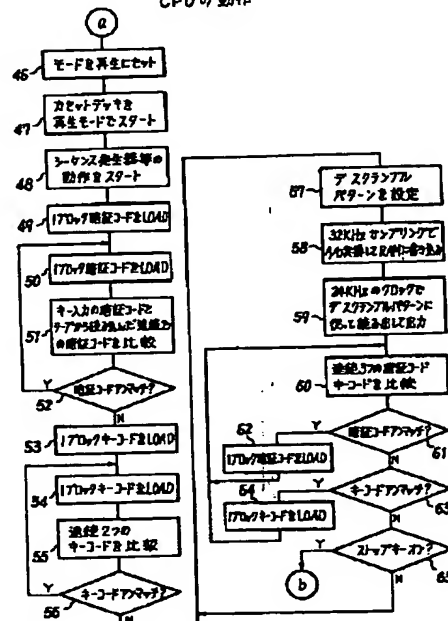 CPUの動作
a
46
モードを再生にセット
47
カセットデッキを
再生モードでスタート
48
シーケンス発生器等の
動作をスタート
49
1ブロック暗証コードをLOAD
50
1ブロック暗証コードをLOAD
51
キー入力の暗証コードと
テープから読み込んだ連続2つ
の暗証コードを比較
52
暗証コードアンマッチ?
Y
N
53
1ブロックキーコードをLOAD
54
1ブロックキーコードをLOAD
55
連続2つの
キーコードを比較
56
キーコードアンマッチ?
Y
N
57
デスクランブル
パターンを設定
58
32KHzサンプリングで
A/D変換してRAMに書き込み
59
のクロックで
デスクランブルパターンに
従って読み出して出力
60
連続3つの暗証コード
キーコードを比較
暗証コードアンマッチ?
61
Y
N
62
1ブロック暗証コードをLOAD
キーコードアンマッチ?
63
Y
N
64
1ブロックキーコードをLOAD
ストップキーオン?
65
Y
N
b